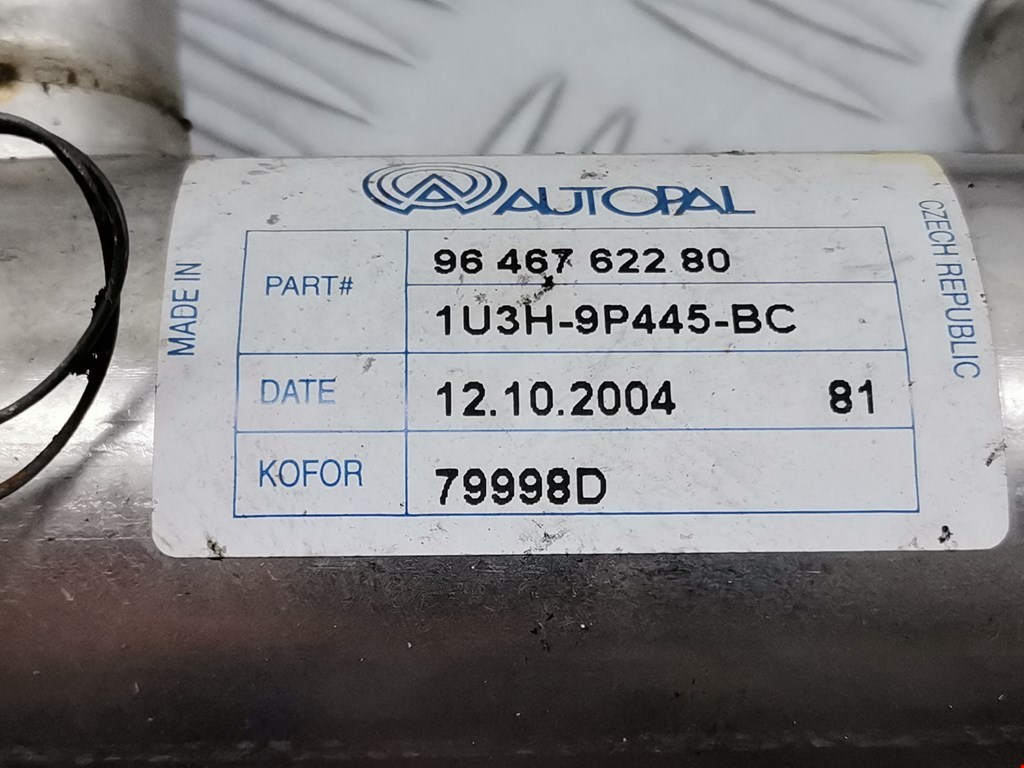 AUTOPAL
MADE IN
CZECH REPUBLIC
PART#
96 467 622 80
1U3H-9P445-BC
DATE
12.10.2004 81
KOFOR
79998D